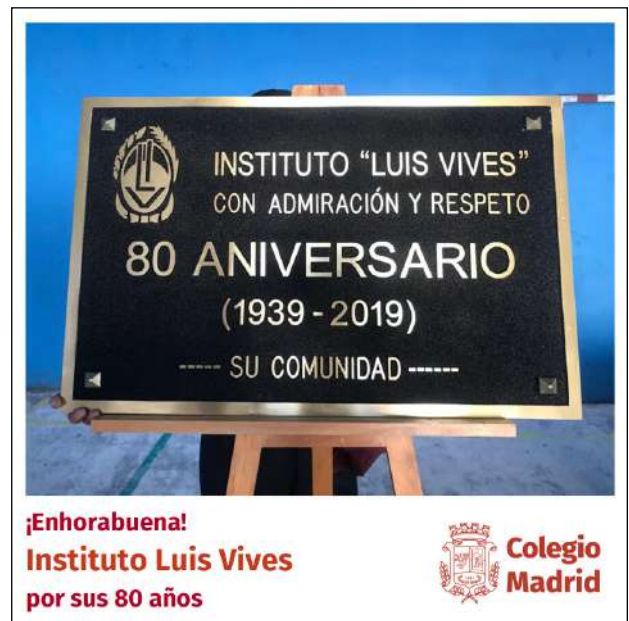 INSTITUTO “LUIS VIVES”
CON ADMIRACIÓN Y RESPETO
80 ANIVERSARIO
(1939 - 2019)
----- SU COMUNIDAD ------
¡Enhorabuena!
Instituto Luis Vives
por sus 80 años
Colegio
Madrid